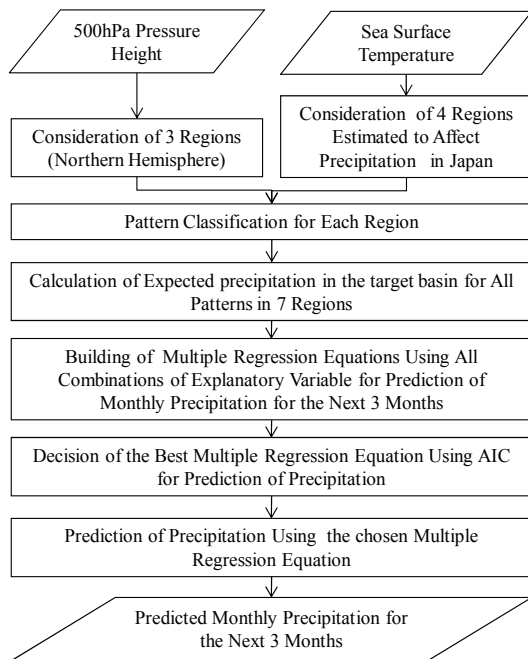 500hPa Pressure
Height
Sea Surface
Temperature
Consideration of 3 Regions
(Northern Hemisphere)
Consideration of 4 Regions
Estimated to Affect
Precipitation in Japan
Pattern Classification for Each Region
Calculation of Expected precipitation in the target basin for All
Patterns in 7 Regions
Building of Multiple Regression Equations Using All
Combinations of Explanatory Variable for Prediction of
Monthly Precipitation for the Next 3 Months
Decision of the Best Multiple Regression Equation Using AIC
for Prediction of Precipitation
Prediction of Precipitation Using the chosen Multiple
Regression Equation
Predicted Monthly Precipitation for
the Next 3 Months